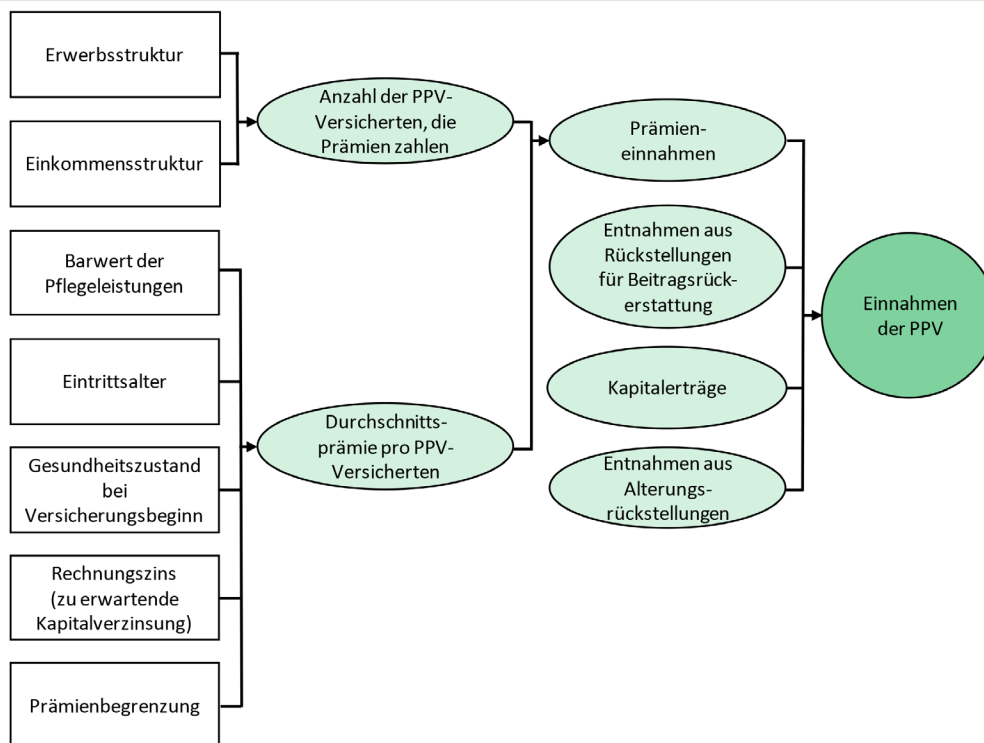 Erwerbsstruktur
Einkommensstruktur
Barwert der
Pflegeleistungen
Eintrittsalter
Gesundheitszustand
bei
Versicherungsbeginn
Rechnungszins
(zu erwartende
Kapitalverzinsung)
Prämienbegrenzung
Anzahl der PPV-
Versicherten, die
Prämien zahlen
Durchschnitts-
prämie pro PPV-
Versicherten
Prämien-
einnahmen
Entnahmen aus
Rückstellungen
für Beitragsrück-
erstattung
Kapitalerträge
Entnahmen aus
Alterungs-
rückstellungen
Einnahmen
der PPV